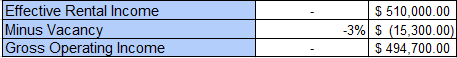 Effective Rental Income - $ 510,000.00
Minus Vacancy -3% $ (15,300.00)
Gross Operating Income - $ 494,700.00